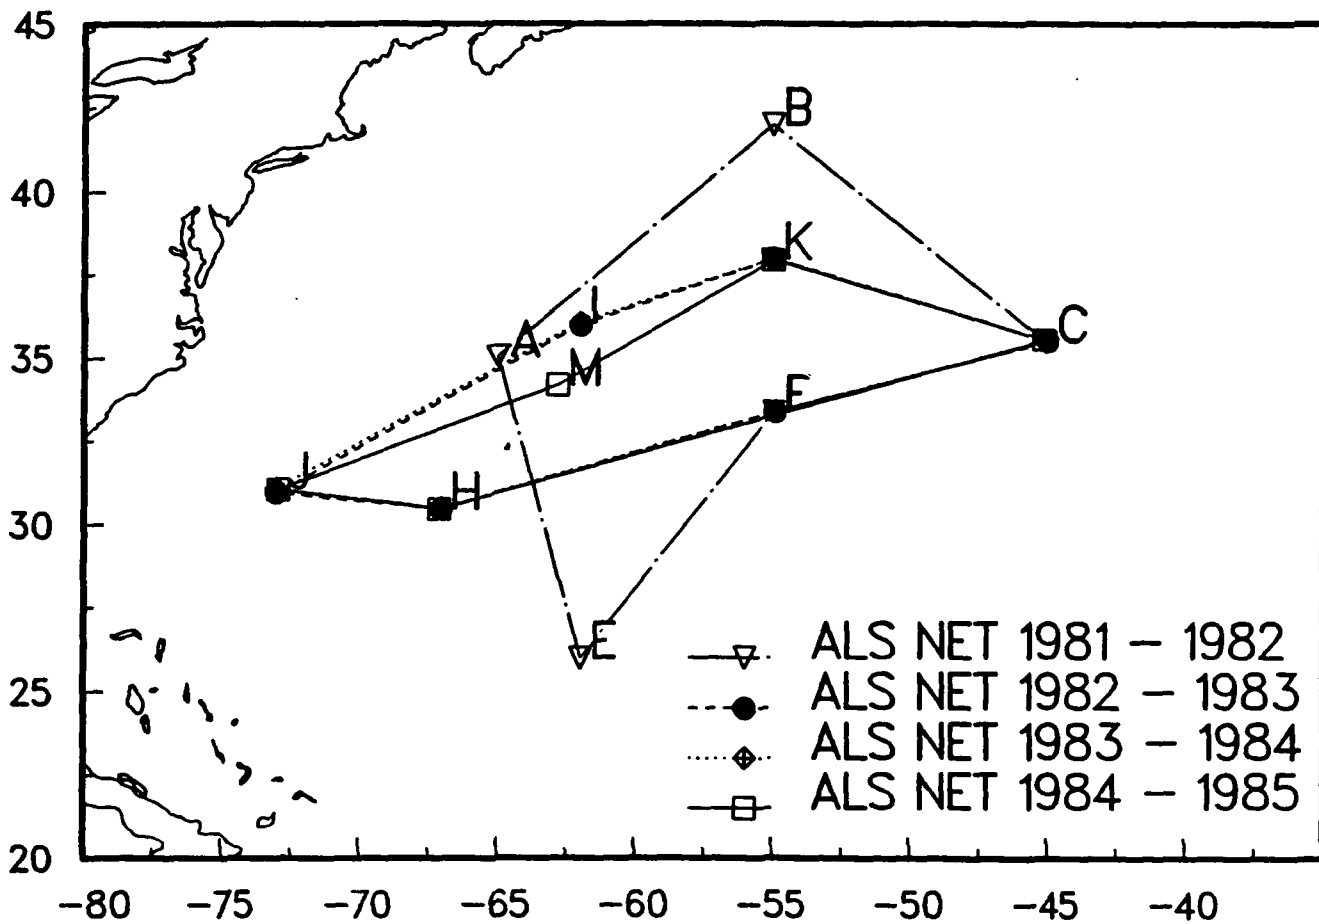 45
B
40
K
C
A
35
M
F
H
30
E
ALS NET 1981 – 1982
25
ALS NET 1982 – 1983
ALS NET 1983 – 1984
ALS NET 1984 – 1985
20
−80 −75 −70 −65 −60 −55 −50 −45 −40